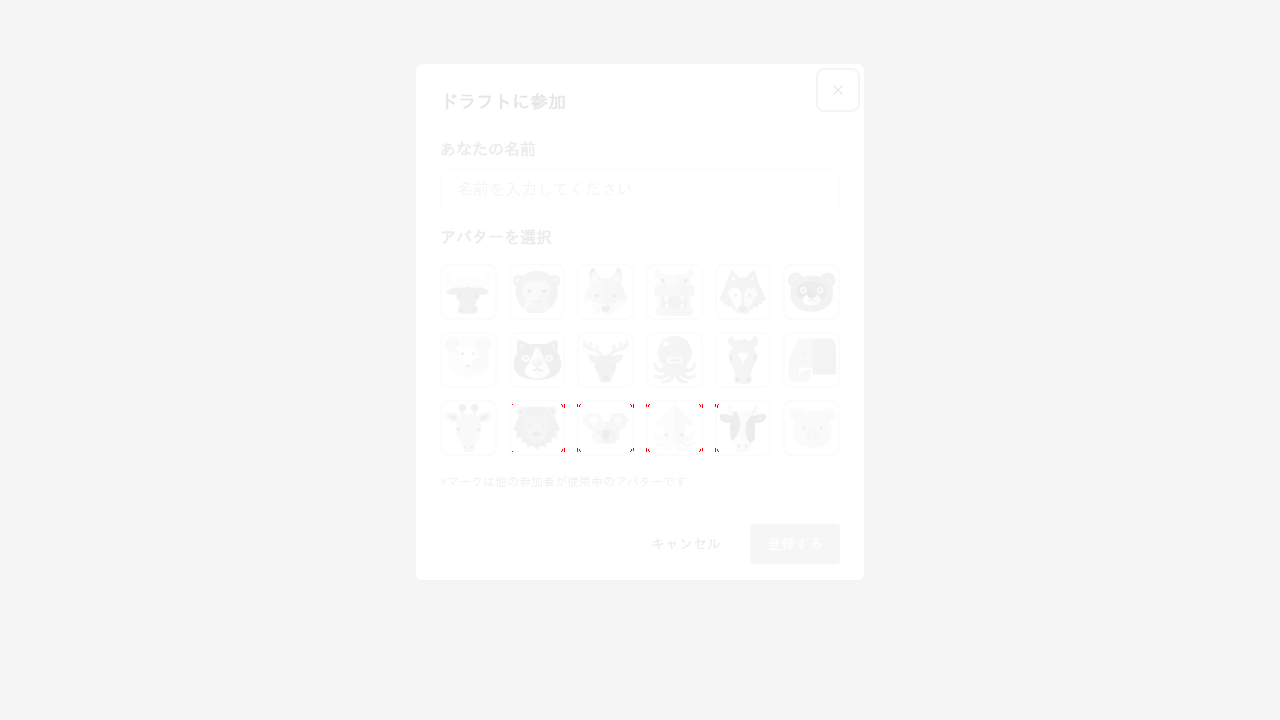 ドラフトに参加
×
あなたの名前
名前を入力してください
アバターを選択
×マークは他の参加者が使用中のアバターです
キャンセル
登録する